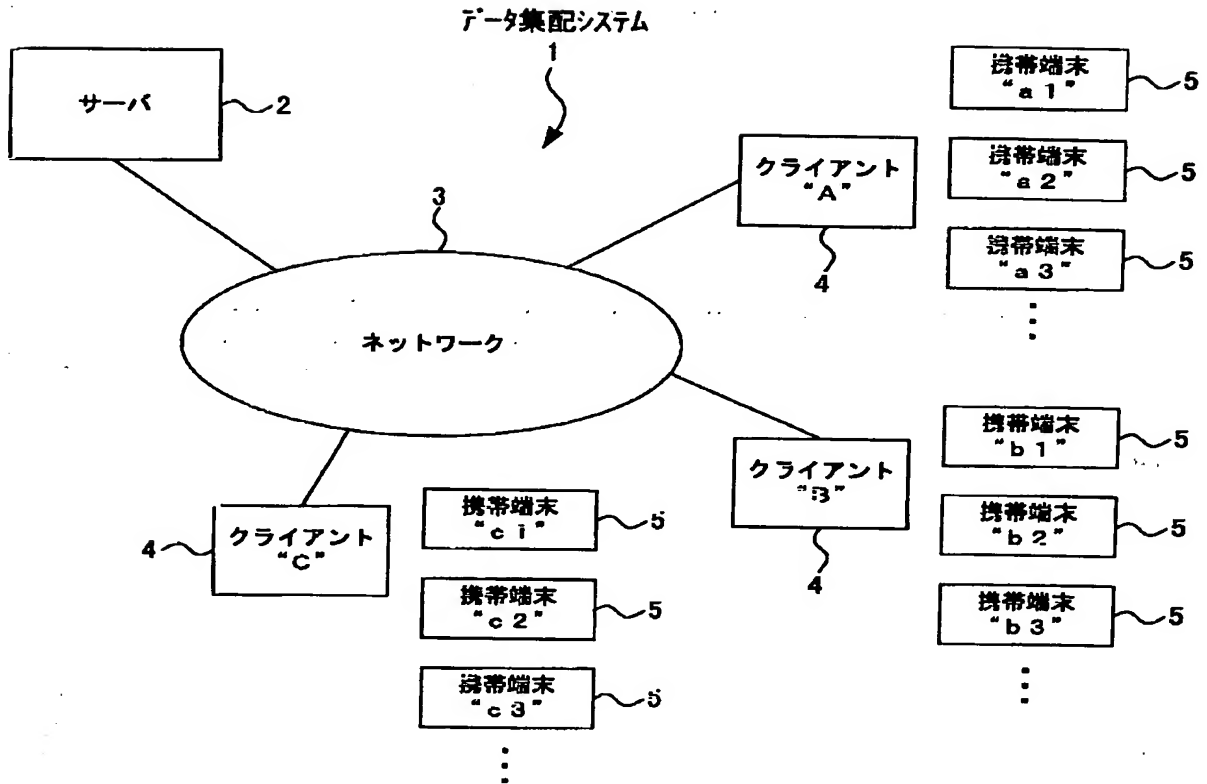 データ集配システム
1
サーバ
2
携帯端末
“a1”
5
携帯端末
“a2”
5
携帯端末
“a3”
5
クライアント
“A”
4
3
ネットワーク
携帯端末
“b1”
5
携帯端末
“b2”
5
携帯端末
“b3”
5
クライアント
“B”
4
クライアント
“C”
4
携帯端末
“c1”
5
携帯端末
“c2”
5
携帯端末
“c3”
5